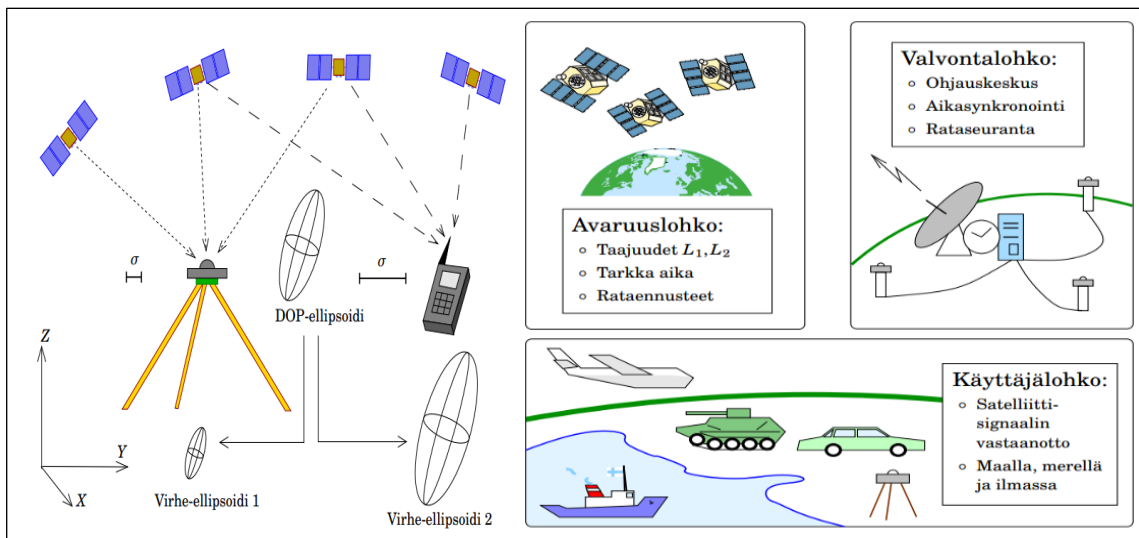 σ
σ
DOP-ellipsoidi
Z
Y
X
Virhe-ellipsoidi 1
Virhe-ellipsoidi 2
Avaruuslohko:
∘ Taajuudet L₁,L₂
∘ Tarkka aika
∘ Rataennusteet
Valvontalohko:
∘ Ohjauskeskus
∘ Aikasynkronointi
∘ Rataseuranta
Käyttäjälohko:
∘ Satelliitti-
signaalin
vastaanotto
∘ Maalla, merellä
ja ilmassa